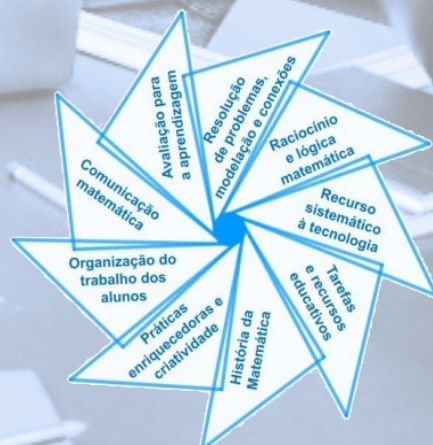 Resolução
de problemas,
modelação e conexões
Raciocínio
e lógica
matemática
Recurso
sistemático
à tecnologia
Tarefas
e recursos
educativos
História da
Matemática
Práticas
enriquecedoras e
criatividade
Organização do
trabalho dos
alunos
Comunicação
matemática
Avaliação para
a aprendizagem